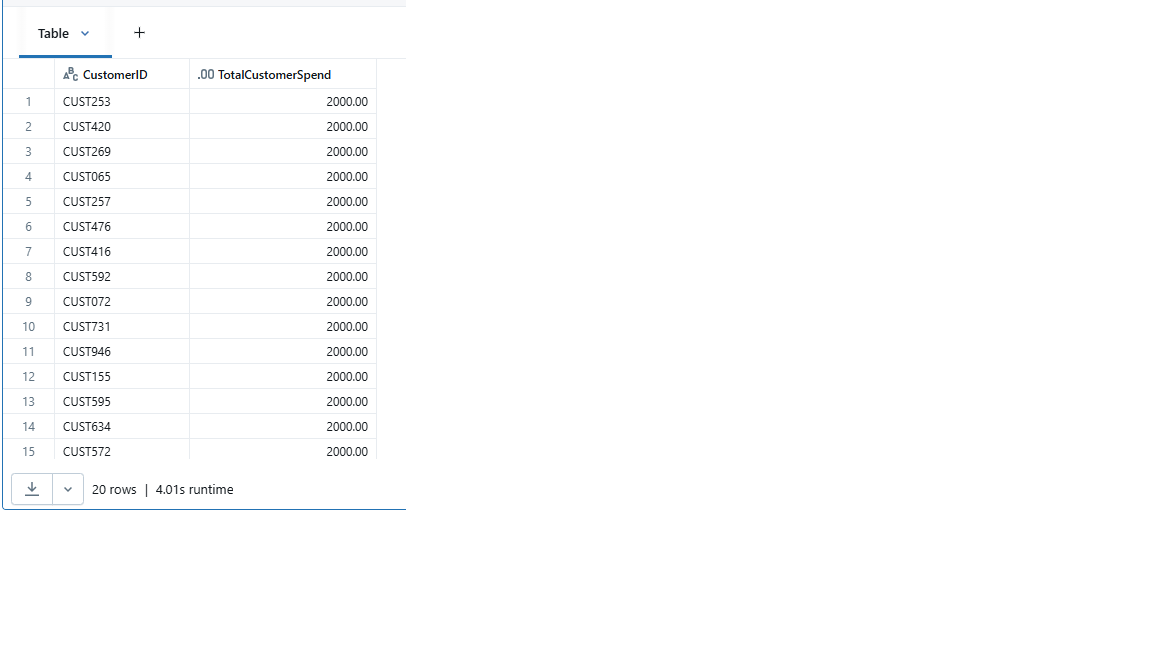 Table
+
CustomerID .00 TotalCustomerSpend
1 CUST253 2000.00
2 CUST420 2000.00
3 CUST269 2000.00
4 CUST065 2000.00
5 CUST257 2000.00
6 CUST476 2000.00
7 CUST416 2000.00
8 CUST592 2000.00
9 CUST072 2000.00
10 CUST731 2000.00
11 CUST946 2000.00
12 CUST155 2000.00
13 CUST595 2000.00
14 CUST634 2000.00
15 CUST572 2000.00
20 rows | 4.01s runtime